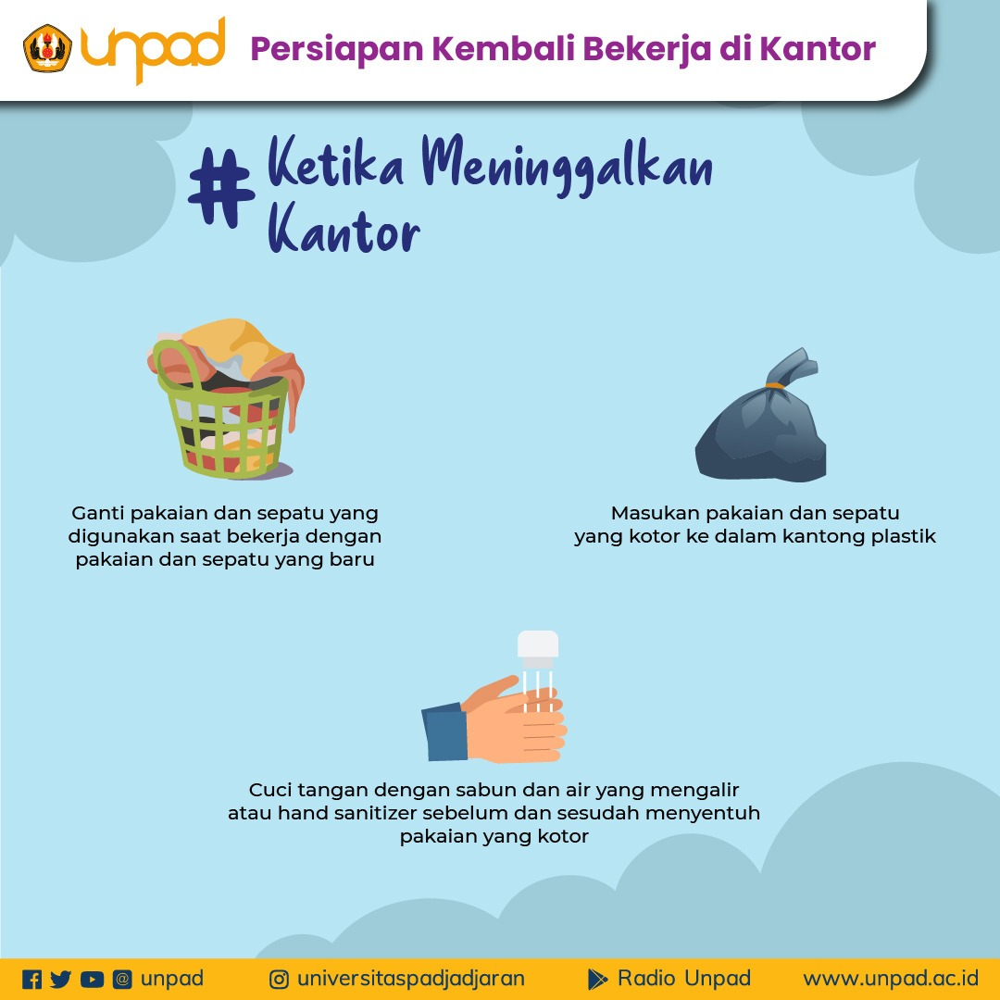 unpad Persiapan Kembali Bekerja di Kantor
# Ketika Meninggalkan
Kantor
Ganti pakaian dan sepatu yang
digunakan saat bekerja dengan
pakaian dan sepatu yang baru
Masukan pakaian dan sepatu
yang kotor ke dalam kantong plastik
Cuci tangan dengan sabun dan air yang mengalir
atau hand sanitizer sebelum dan sesudah menyentuh
pakaian yang kotor
@ unpad universitaspadjadjaran Radio Unpad www.unpad.ac.id